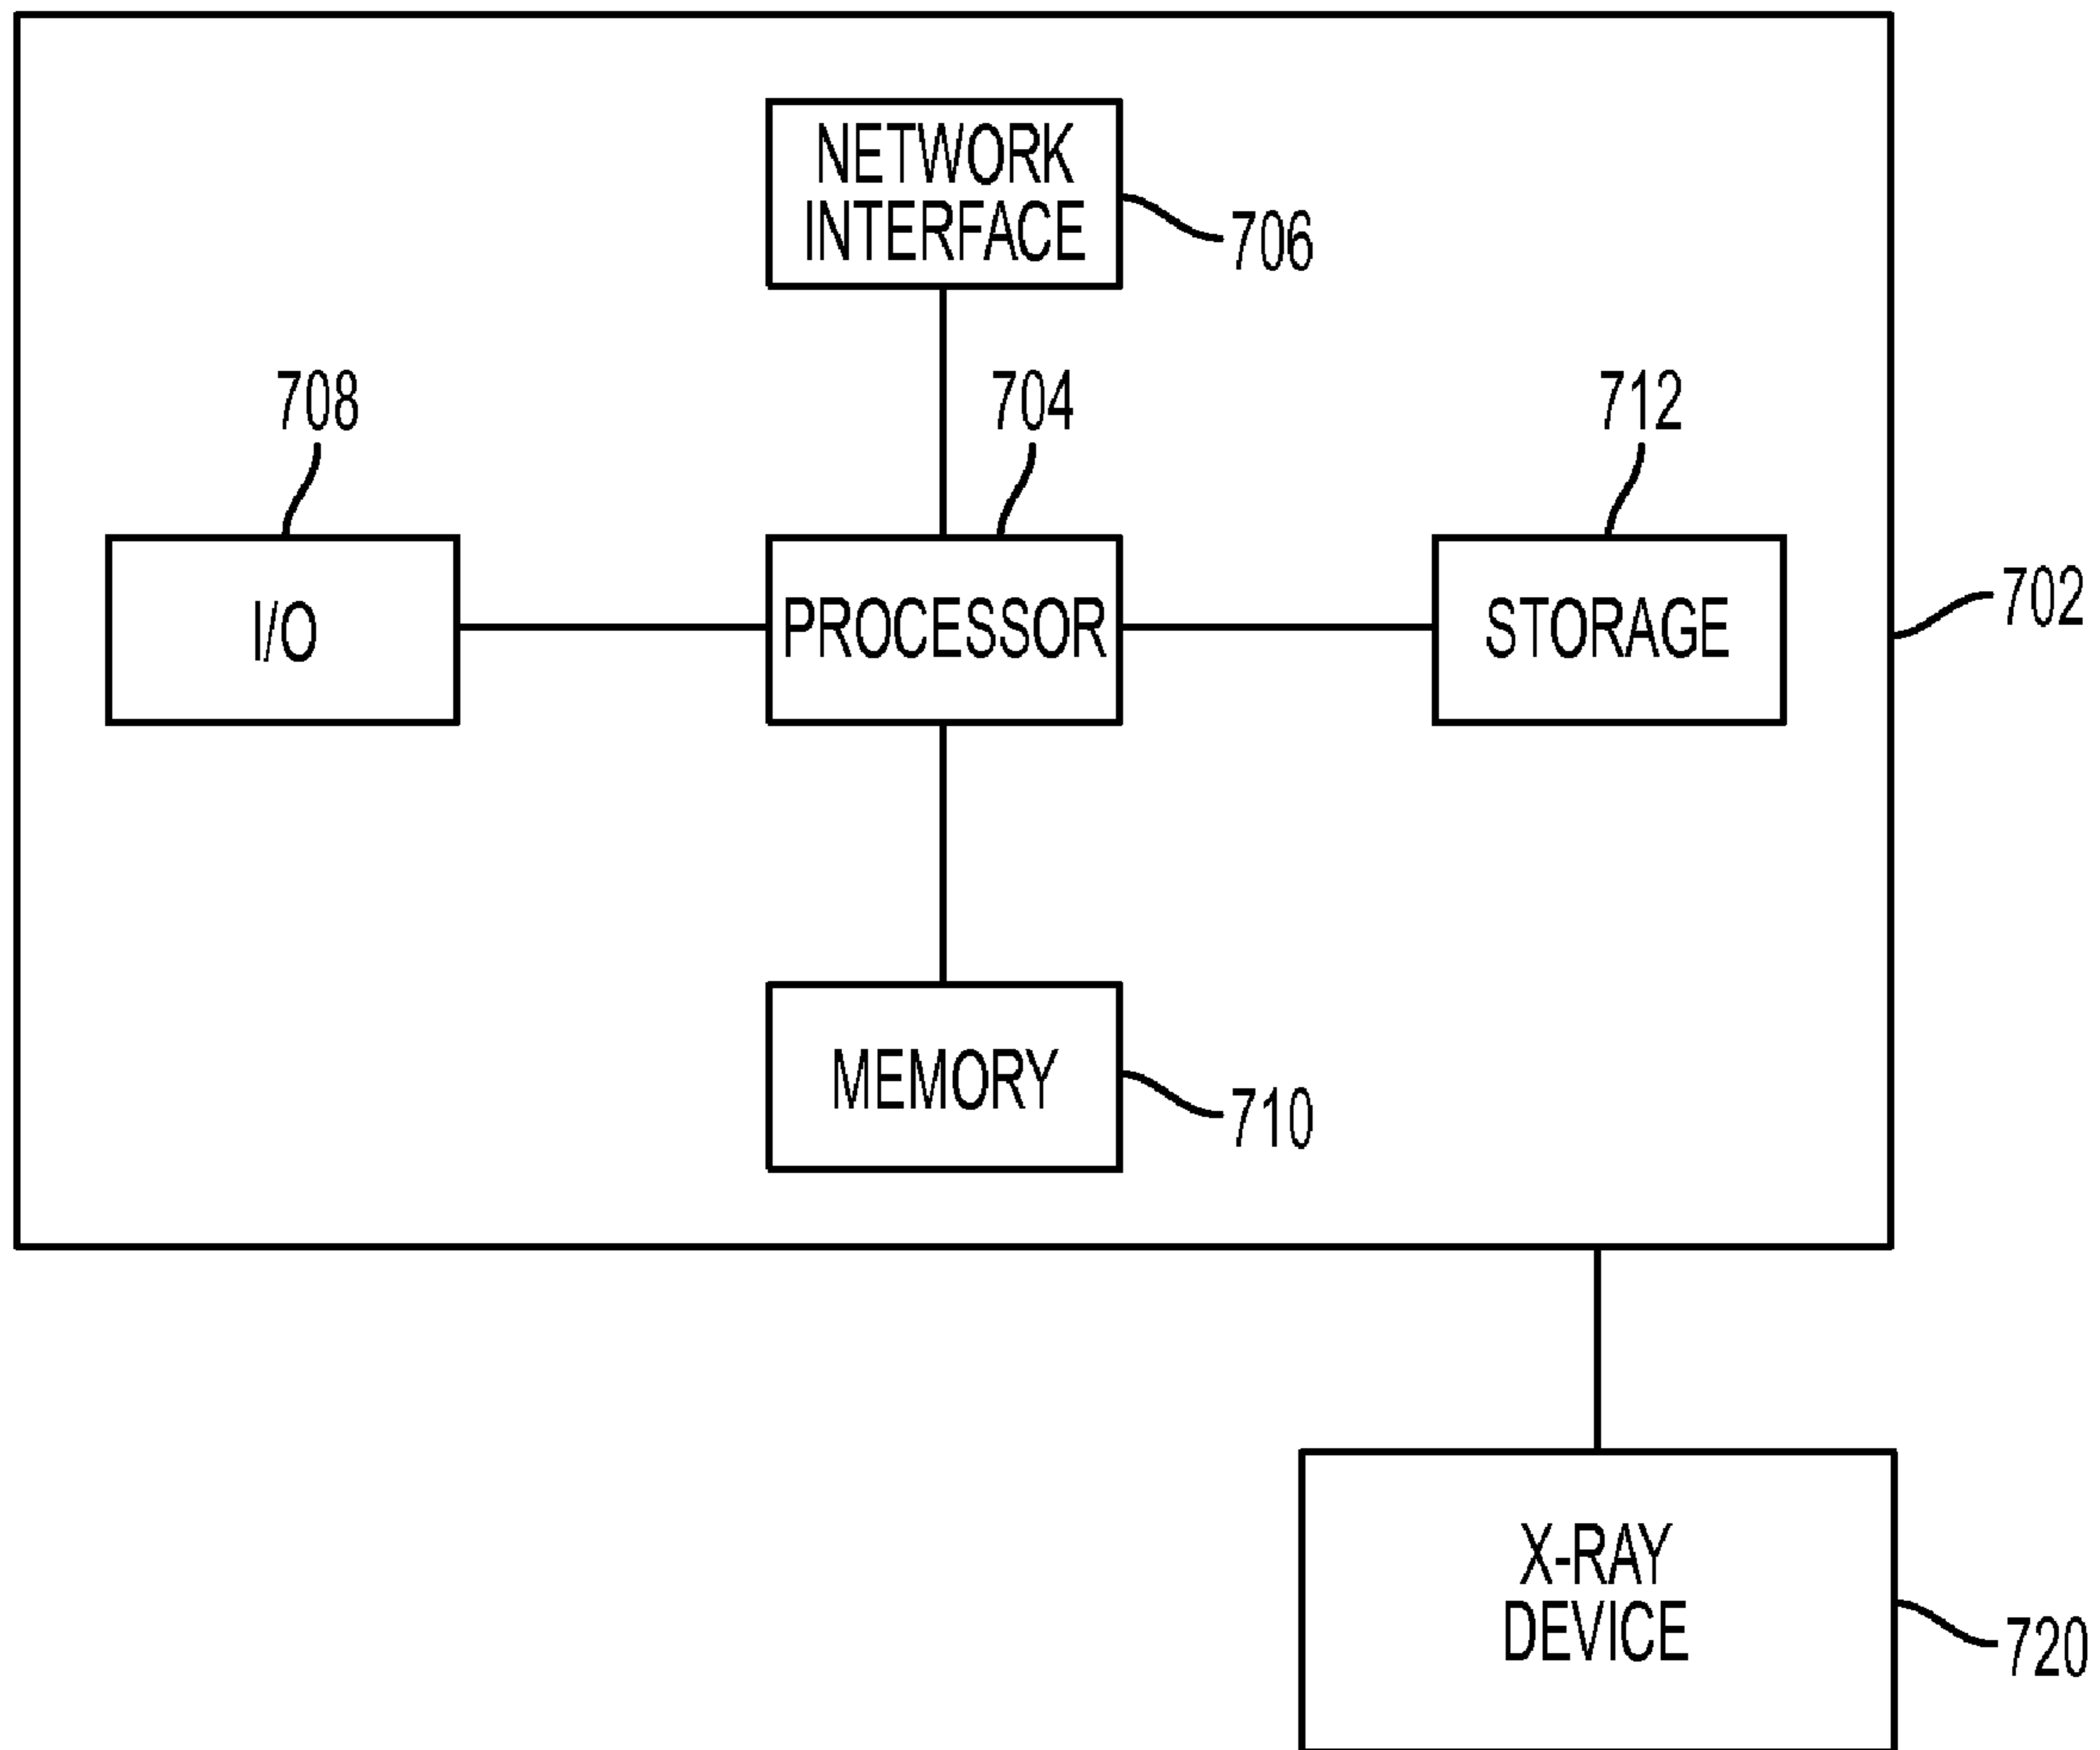 NETWORK
INTERFACE
706
708
704
712
I/O
PROCESSOR
STORAGE
702
MEMORY
710
X-RAY
DEVICE
720